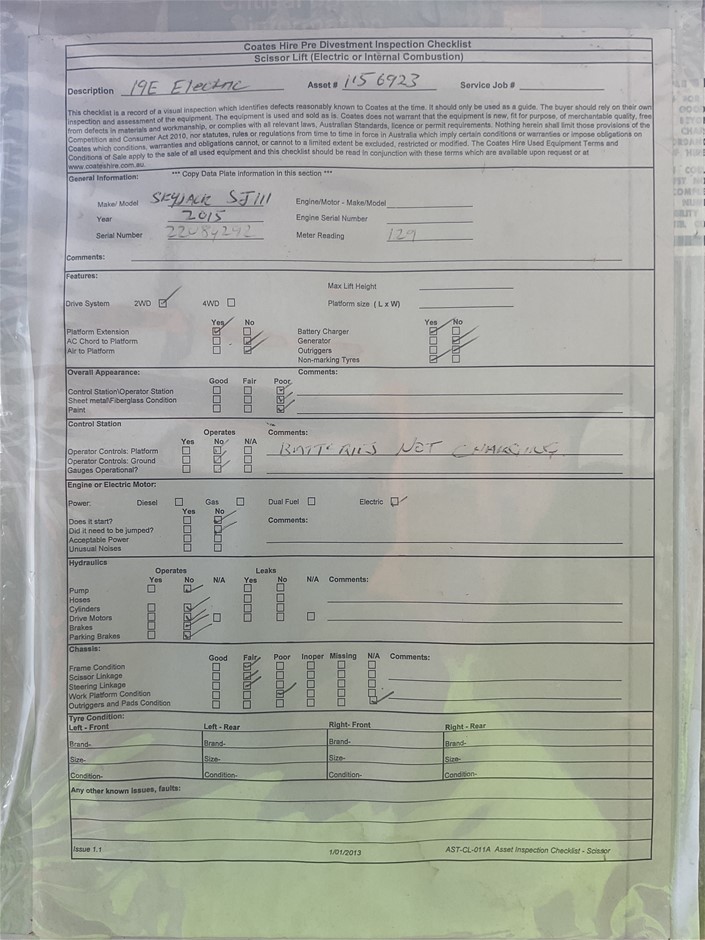 Coates Hire Pre Divestment Inspection Checklist
Scissor Lift (Electric or Internal Combustion)
Description 19E Electric Asset # 1156923 Service Job #
This checklist is a record of a visual inspection which identifies defects reasonably known to Coates at the time. It should only be used as a guide. The buyer should rely on their own
inspection and assessment of the equipment. The equipment is used and sold as is. Coates does not warrant that the equipment is new, fit for purpose, of merchantable quality, free
from defects in materials and workmanship, or complies with all relevant laws, Australian Standards, licence or permit requirements. Nothing herein shall limit those provisions of the
Competition and Consumer Act 2010, nor statutes, rules or regulations from time to time in force in Australia which imply certain conditions or warranties or impose obligations on
Coates which conditions, warranties and obligations cannot, or cannot to a limited extent be excluded, restricted or modified. The Coates Hire Used Equipment Terms and
Conditions of Sale apply to the sale of all used equipment and this checklist should be read in conjunction with these terms which are available upon request or at
www.coateshire.com.au.
General Information: *** Copy Data Plate information in this section ***
Make/ Model SKYJACK SJ111 Engine/Motor - Make/Model
Year 2015 Engine Serial Number
Serial Number 22084292 Meter Reading 129
Comments:
Features:
Max Lift Height
Drive System 2WD 4WD Platform size ( L x W)
Yes No Yes No
Platform Extension Battery Charger
AC Chord to Platform Generator
Air to Platform Outriggers
Non-marking Tyres
Overall Appearance: Comments:
Good Fair Poor
Control Station\Operator Station
Sheet metal/Fiberglass Condition
Paint
Control Station
Operates Comments:
Yes No N/A
Operator Controls: Platform BATTERIES NOT CHARGING
Operator Controls: Ground
Gauges Operational?
Engine or Electric Motor:
Power: Diesel Gas Dual Fuel Electric
Yes No
Does it start? Comments:
Did it need to be jumped?
Acceptable Power
Unusual Noises
Hydraulics
Operates Leaks
Yes No N/A Yes No N/A Comments:
Pump
Hoses
Cylinders
Drive Motors
Brakes
Parking Brakes
Chassis:
Good Fair Poor Inoper Missing N/A Comments:
Frame Condition
Scissor Linkage
Steering Linkage
Work Platform Condition
Outriggers and Pads Condition
Tyre Condition:
Left - Front Left - Rear Right- Front Right - Rear
Brand- Brand- Brand- Brand-
Size- Size- Size- Size-
Condition- Condition- Condition- Condition-
Any other known issues, faults:
Issue 1.1 1/01/2013 AST-CL-011A Asset Inspection Checklist - Scissor